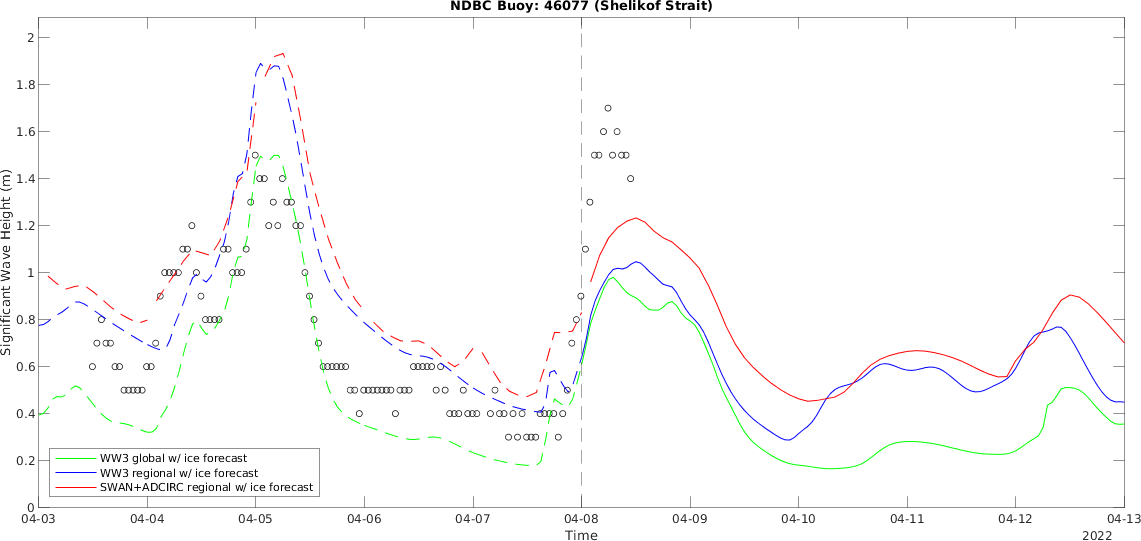 NDBC Buoy: 46077 (Shelikof Strait)
2
1.8
1.6
1.4
1.2
1
0.8
0.6
0.4
0.2
0
Significant Wave Height (m)
WW3 global w/ ice forecast
WW3 regional w/ ice forecast
SWAN+ADCIRC regional w/ ice forecast
04-03 04-04 04-05 04-06 04-07 04-08 04-09 04-10 04-11 04-12 04-13
Time
2022